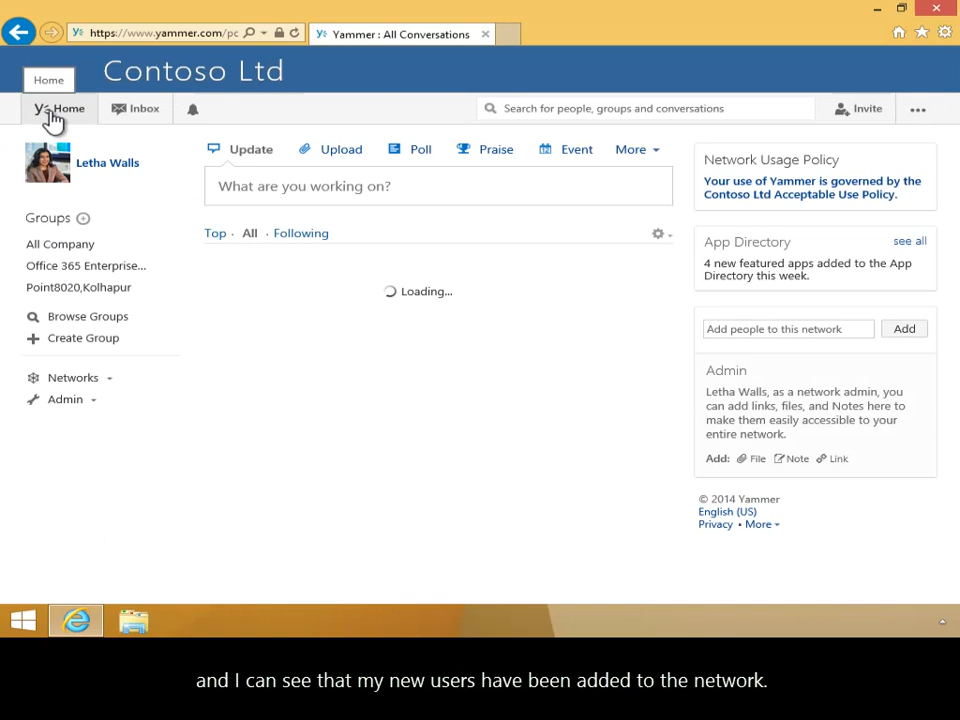 https://www.yammer.com/pc
Yammer : All Conversations
Home
Contoso Ltd
Home
Inbox
Search for people, groups and conversations
Invite
Letha Walls
Update
Upload
Poll
Praise
Event
More
What are you working on?
Groups
All Company
Office 365 Enterprise...
Point8020,Kolhapur
Browse Groups
Create Group
Networks
Admin
Top · All · Following
Loading...
Network Usage Policy
Your use of Yammer is governed by the
Contoso Ltd Acceptable Use Policy.
App Directory
see all
4 new featured apps added to the App
Directory this week.
Add people to this network
Add
Admin
Letha Walls, as a network admin, you
can add links, files, and Notes here to
make them easily accessible to your
entire network.
Add: File Note Link
© 2014 Yammer
English (US)
Privacy • More
and I can see that my new users have been added to the network.